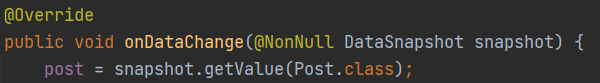 @Override
public void onDataChange(@NonNull DataSnapshot snapshot) {
    post = snapshot.getValue(Post.class);